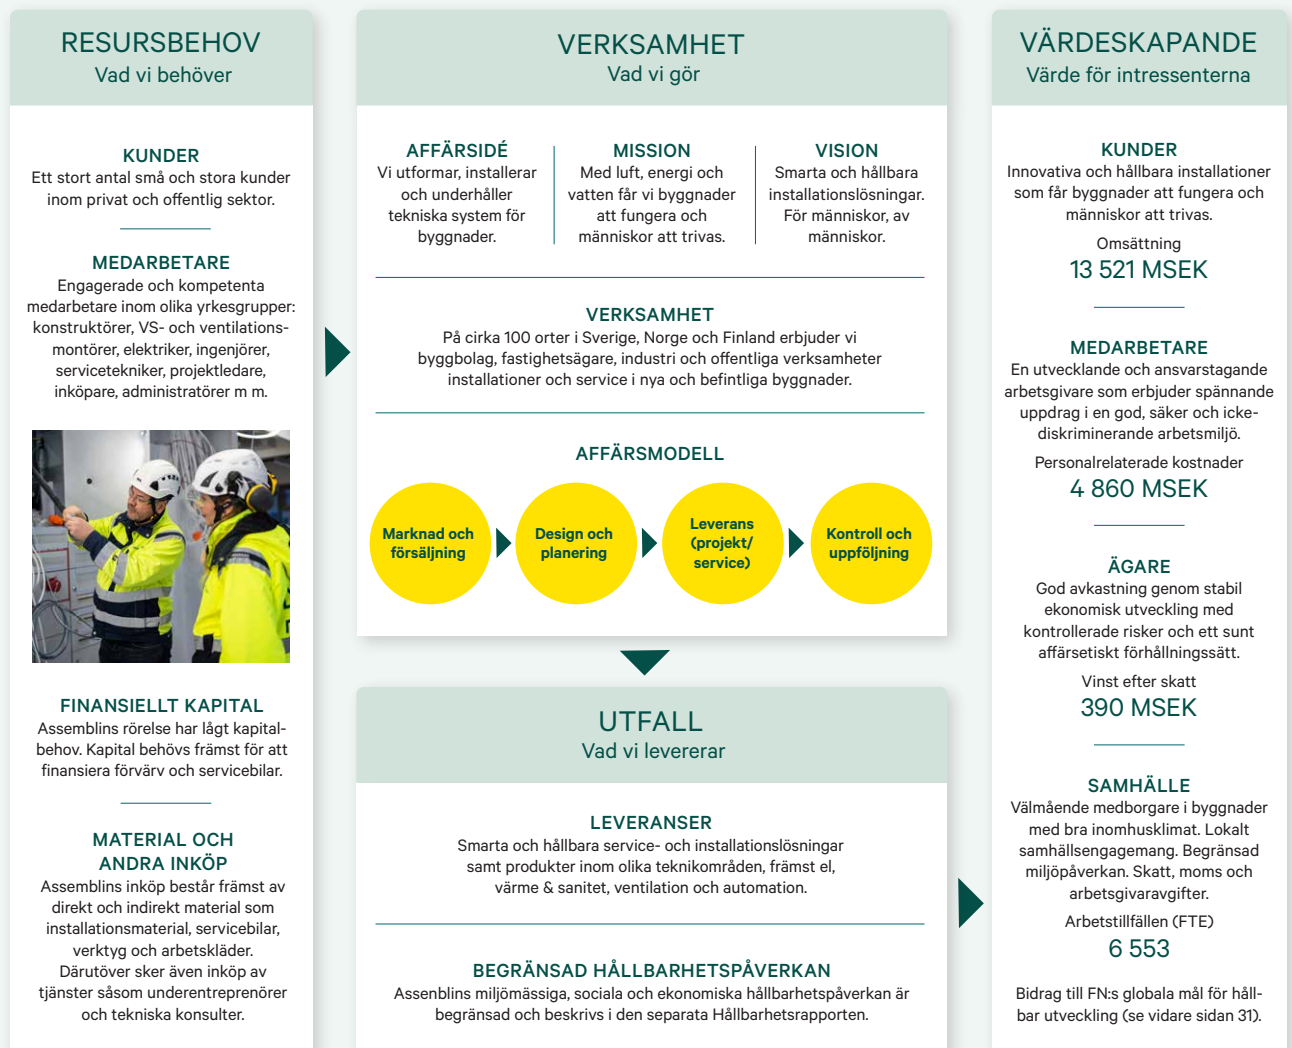 RESURSBEHOV
Vad vi behöver
KUNDER
Ett stort antal små och stora kunder
inom privat och offentlig sektor.
MEDARBETARE
Engagerade och kompetenta
medarbetare inom olika yrkesgrupper:
konstruktörer, VS- och ventilations-
montörer, elektriker, ingenjörer,
servicetekniker, projektledare,
inköpare, administratörer m m.
FINANSIELLT KAPITAL
Assemblins rörelse har lågt kapital-
behov. Kapital behövs främst för att
finansiera förvärv och servicebilar.
MATERIAL OCH
ANDRA INKÖP
Assemblins inköp består främst av
direkt och indirekt material som
installationsmaterial, servicebilar,
verktyg och arbetskläder.
Därutöver sker även inköp av
tjänster såsom underentreprenörer
och tekniska konsulter.
VERKSAMHET
Vad vi gör
AFFÄRSIDÉ
Vi utformar, installerar
och underhåller
tekniska system för
byggnader.
MISSION
Med luft, energi och
vatten får vi byggnader
att fungera och
människor att trivas.
VISION
Smarta och hållbara
installationslösningar.
För människor, av
människor.
VERKSAMHET
På cirka 100 orter i Sverige, Norge och Finland erbjuder vi
byggbolag, fastighetsägare, industri och offentliga verksamheter
installationer och service i nya och befintliga byggnader.
AFFÄRSMODELL
Marknad och
försäljning
Design och
planering
Leverans
(projekt/
service)
Kontroll och
uppföljning
UTFALL
Vad vi levererar
LEVERANSER
Smarta och hållbara service- och installationslösningar
samt produkter inom olika teknikområden, främst el,
värme & sanitet, ventilation och automation.
BEGRÄNSAD HÅLLBARHETSPÅVERKAN
Assenblins miljömässiga, sociala och ekonomiska hållbarhetspåverkan är
begränsad och beskrivs i den separata Hållbarhetsrapporten.
VÄRDESKAPANDE
Värde för intressenterna
KUNDER
Innovativa och hållbara installationer
som får byggnader att fungera och
människor att trivas.
Omsättning
13 521 MSEK
MEDARBETARE
En utvecklande och ansvarstagande
arbetsgivare som erbjuder spännande
uppdrag i en god, säker och icke-
diskriminerande arbetsmiljö.
Personalrelaterade kostnader
4 860 MSEK
ÄGARE
God avkastning genom stabil
ekonomisk utveckling med
kontrollerade risker och ett sunt
affärsetiskt förhållningssätt.
Vinst efter skatt
390 MSEK
SAMHÄLLE
Välmående medborgare i byggnader
med bra inomhusklimat. Lokalt
samhällsengagemang. Begränsad
miljöpåverkan. Skatt, moms och
arbetsgivaravgifter.
Arbetstillfällen (FTE)
6 553
Bidrag till FN:s globala mål för håll-
bar utveckling (se vidare sidan 31).